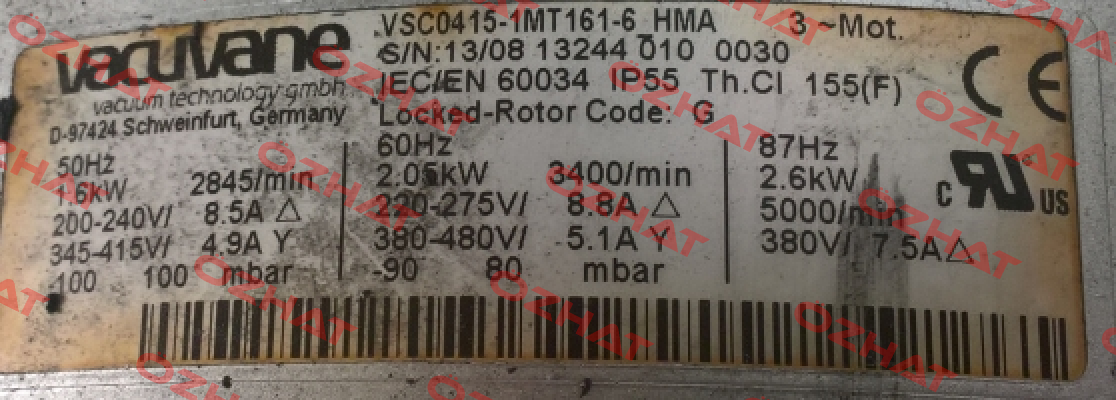 vacuvane
vacuum technology gmbh
D-97424 Schweinfurt, Germany
VSC0415-1MT161-6 HMA 3~Mot.
S/N:13/08 13244 010 0030
IEC/EN 60034 IP55 Th.Cl 155(F)
Locked-Rotor Code: G
CE
50Hz
.6kW 2845/min
200-240V/ 8.5A △
345-415V/ 4.9A Y
-100 100 mbar
60Hz
2.05kW 3400/min
220-275V/ 8.8A △
380-480V/ 5.1A Y
-90 80 mbar
87Hz
2.6kW
5000/min
380V/ 7.5A△
C RU US
OZHAT